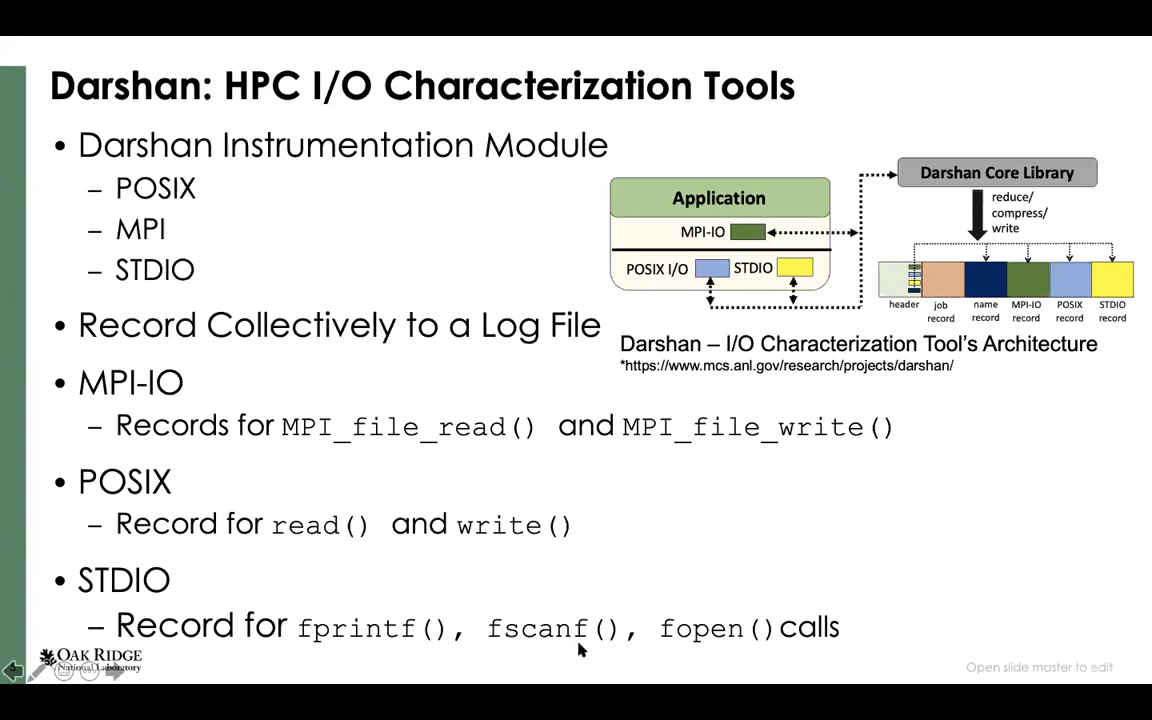 Darshan: HPC I/O Characterization Tools
• Darshan Instrumentation Module
– POSIX
– MPI
– STDIO
• Record Collectively to a Log File
• MPI-IO
– Records for MPI_file_read() and MPI_file_write()
• POSIX
– Record for read() and write()
• STDIO
– Record for fprintf(), fscanf(), fopen()calls
Application
MPI-IO
POSIX I/O STDIO
Darshan Core Library
reduce/
compress/
write
header
job
record
name
record
MPI-IO
record
POSIX
record
STDIO
record
Darshan – I/O Characterization Tool’s Architecture
*https://www.mcs.anl.gov/research/projects/darshan/
OAK RIDGE
National Laboratory
Open slide master to edit